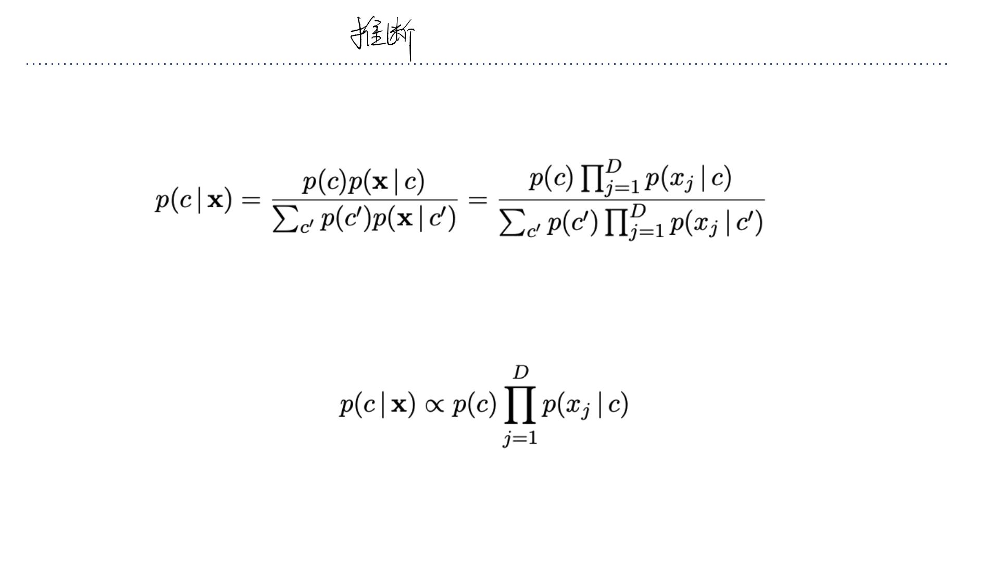 推断
p(c | x) = p(c)p(x | c) / ∑_{c′} p(c′)p(x | c′) = p(c) ∏_{j=1}^{D} p(x_j | c) / ∑_{c′} p(c′) ∏_{j=1}^{D} p(x_j | c′)
p(c | x) ∝ p(c) ∏_{j=1}^{D} p(x_j | c)